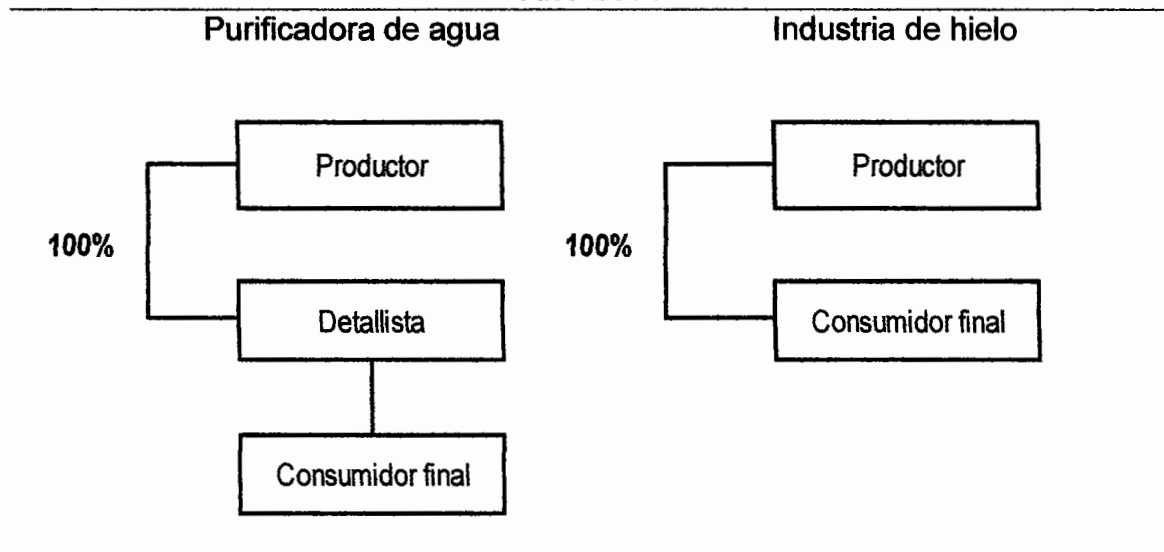 Purificadora de agua
Industria de hielo
Productor
100%
Detallista
Consumidor final
Productor
100%
Consumidor final